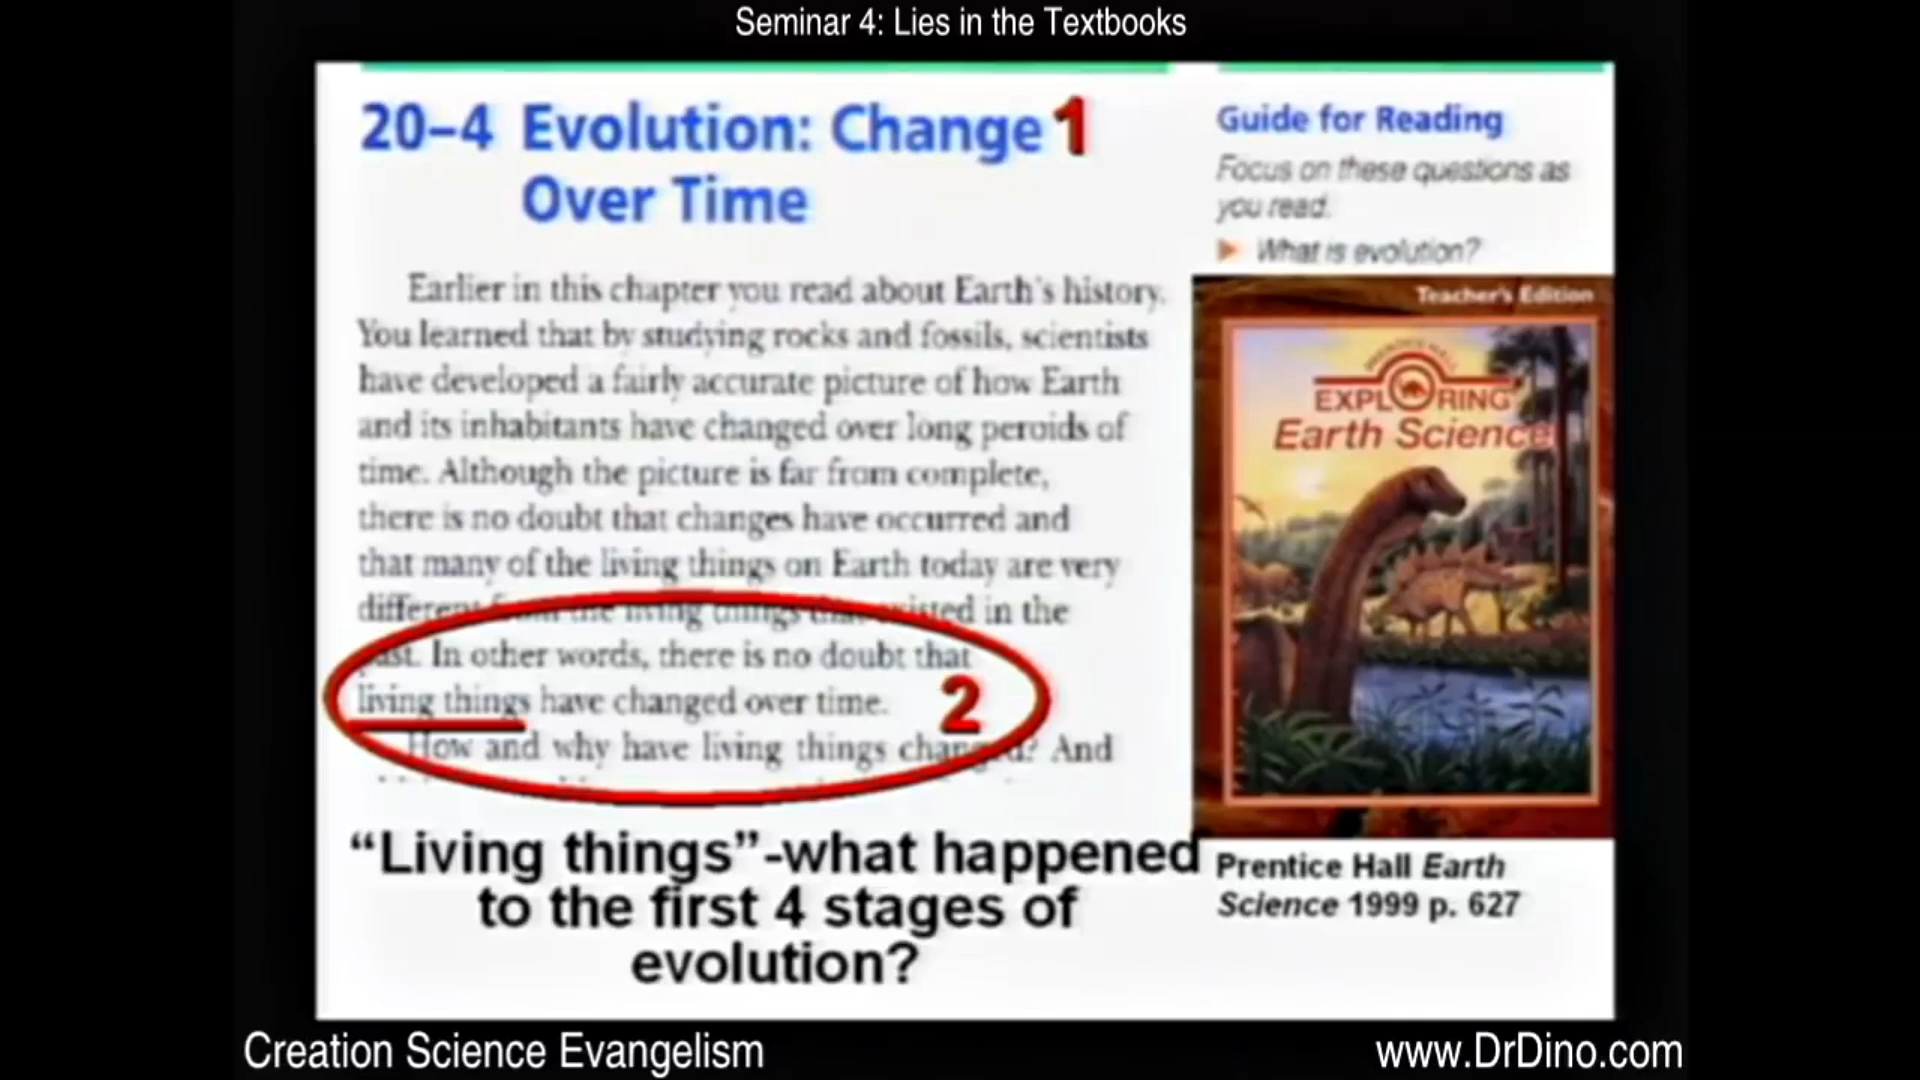 Seminar 4: Lies in the Textbooks
20–4 Evolution: Change 1
Over Time
Earlier in this chapter you read about Earth's history.
You learned that by studying rocks and fossils, scientists
have developed a fairly accurate picture of how Earth
and its inhabitants have changed over long peroids of
time. Although the picture is far from complete,
there is no doubt that changes have occurred and
that many of the living things on Earth today are very
different from the living things that existed in the
past. In other words, there is no doubt that
living things have changed over time. 2
How and why have living things changed? And
Guide for Reading
Focus on these questions as
you read.
What is evolution?
Teacher's Edition
PRENTICE HALL
EXPLORING
Earth Science
"Living things"-what happened
to the first 4 stages of
evolution?
Prentice Hall Earth
Science 1999 p. 627
Creation Science Evangelism
www.DrDino.com